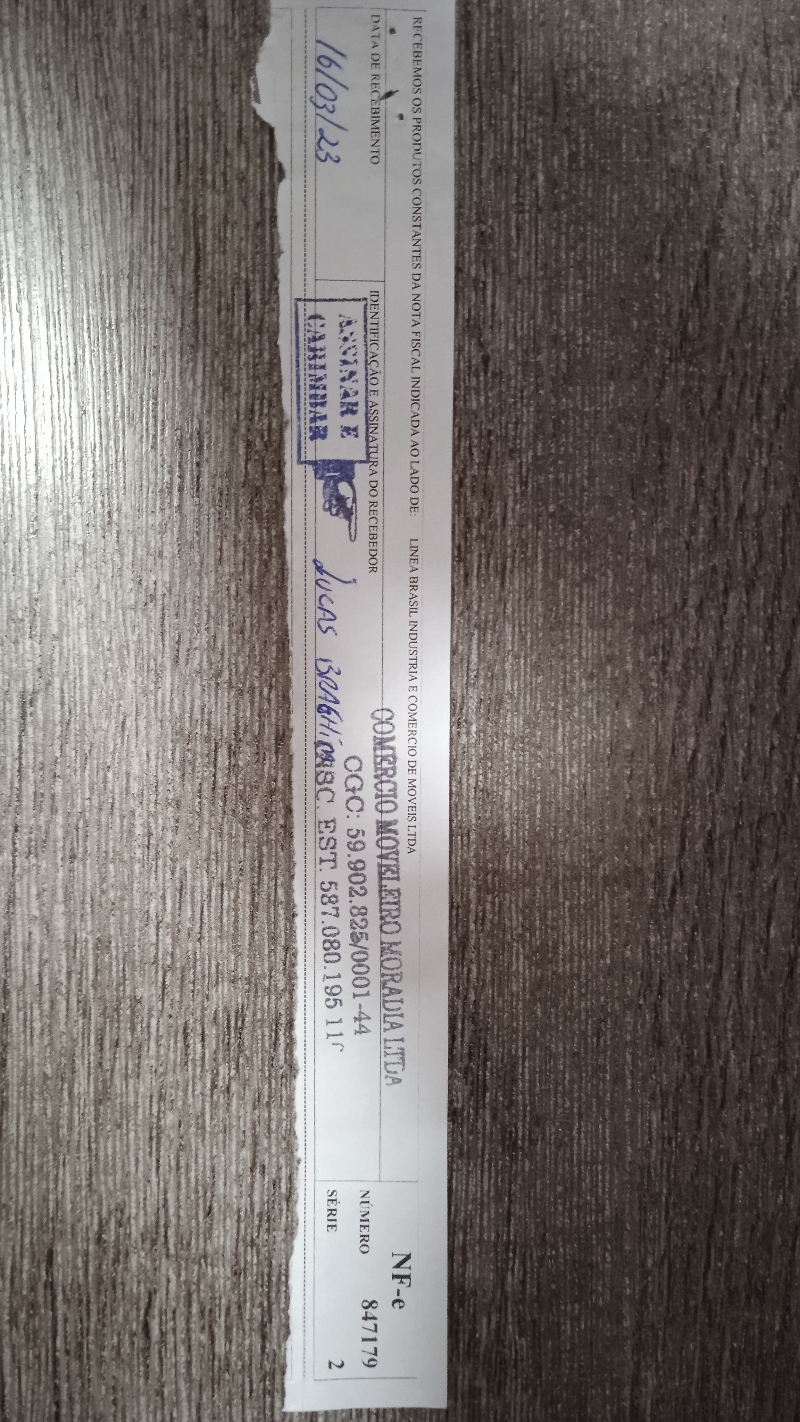 RECEBEMOS OS PRODUTOS CONSTANTES DA NOTA FISCAL INDICADA AO LADO DE: LINEA BRASIL INDUSTRIA E COMERCIO DE MOVEIS LTDA
DATA DE RECEBIMENTO
16/03/23
IDENTIFICAÇÃO E ASSINATURA DO RECEBEDOR
ASSINAR E
CARIMBAR
LUCAS
COMERCIO MOVELEIRO MORADIA LTDA
CGC: 59.902.825/0001-44
EST. 587.080.195
NF-e
NÚMERO 847179
SÉRIE 2